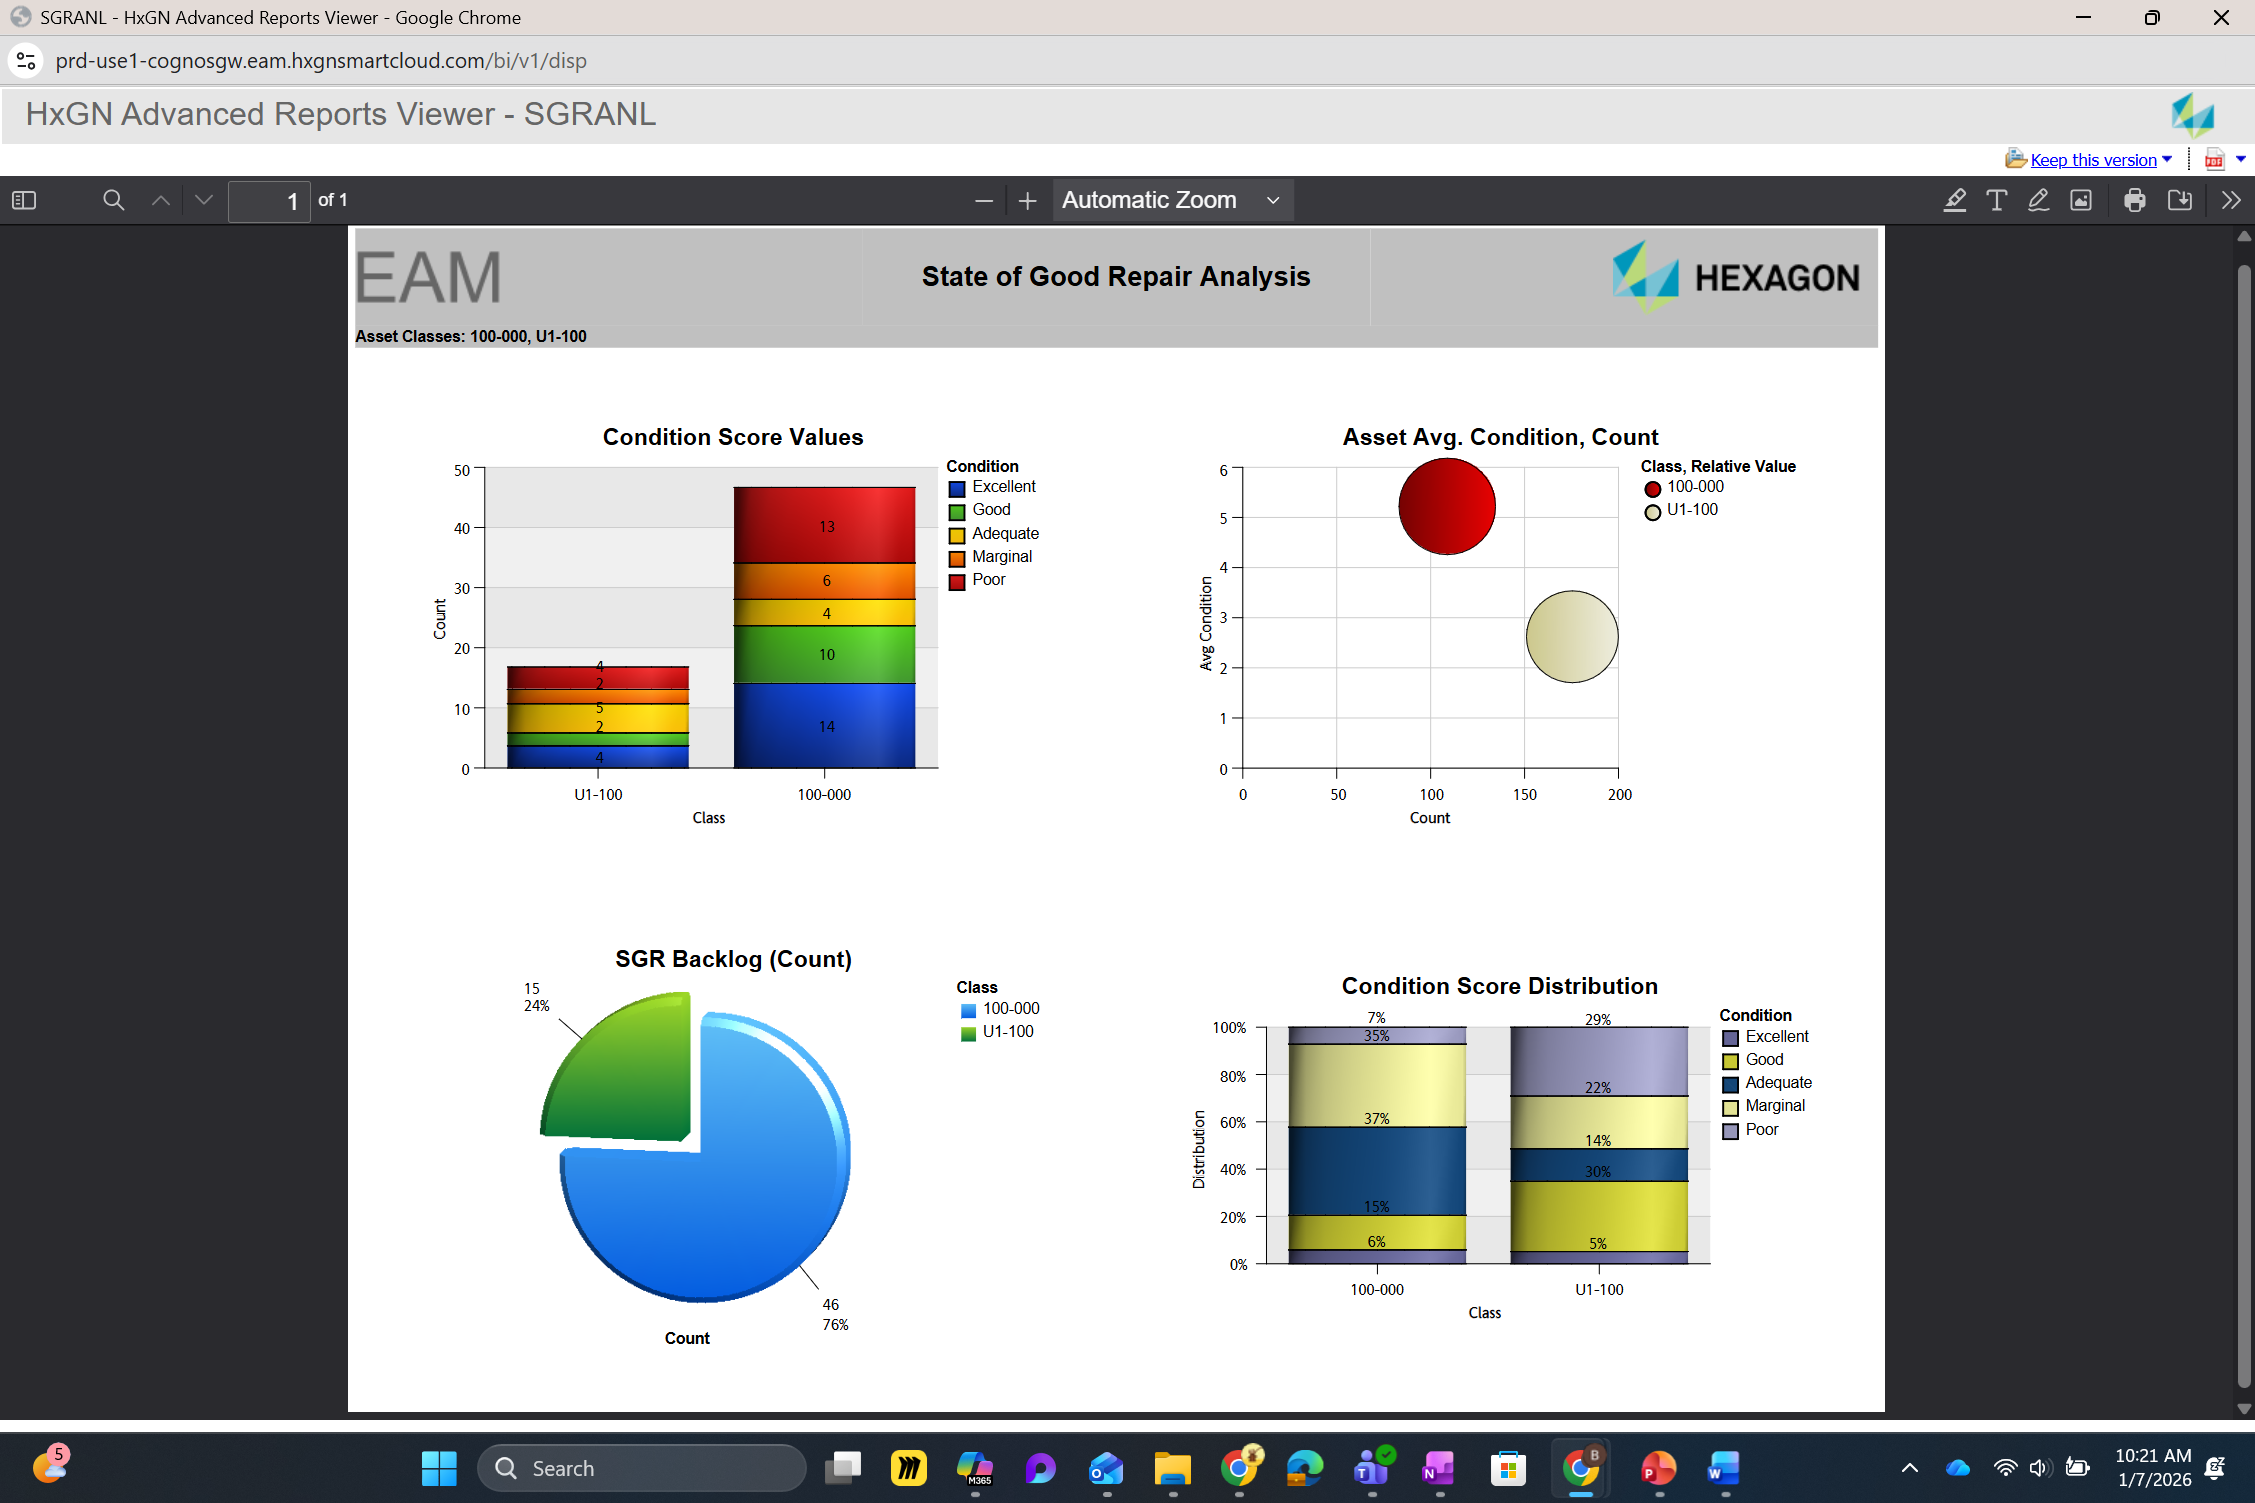 SGRANL - HxGN Advanced Reports Viewer - Google Chrome
prd-use1-cognosgw.eam.hxgnsmartcloud.com/bi/v1/disp
HxGN Advanced Reports Viewer - SGRANL
Keep this version
PDF
1 of 1
Automatic Zoom
EAM
State of Good Repair Analysis
HEXAGON
Asset Classes: 100-000, U1-100
Condition Score Values
50
40
30
20
10
0
Count
4
2
5
2
4
13
6
4
10
14
U1-100
100-000
Class
Condition
Excellent
Good
Adequate
Marginal
Poor
Asset Avg. Condition, Count
6
5
4
3
2
1
0
Avg Condition
0
50
100
150
200
Count
Class, Relative Value
100-000
U1-100
SGR Backlog (Count)
15
24%
46
76%
Count
Class
100-000
U1-100
Condition Score Distribution
100%
80%
60%
40%
20%
0%
Distribution
7%
35%
37%
15%
6%
29%
22%
14%
30%
5%
100-000
U1-100
Class
Condition
Excellent
Good
Adequate
Marginal
Poor
5
Search
M365
B
10:21 AM
1/7/2026